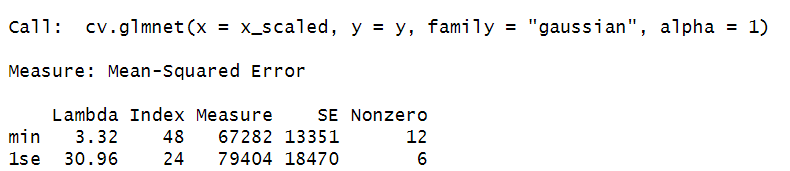 Call:  cv.glmnet(x = x_scaled, y = y, family = "gaussian", alpha = 1)
Measure: Mean-Squared Error
    Lambda Index Measure    SE Nonzero
min   3.32    48   67282 13351      12
1se  30.96    24   79404 18470       6